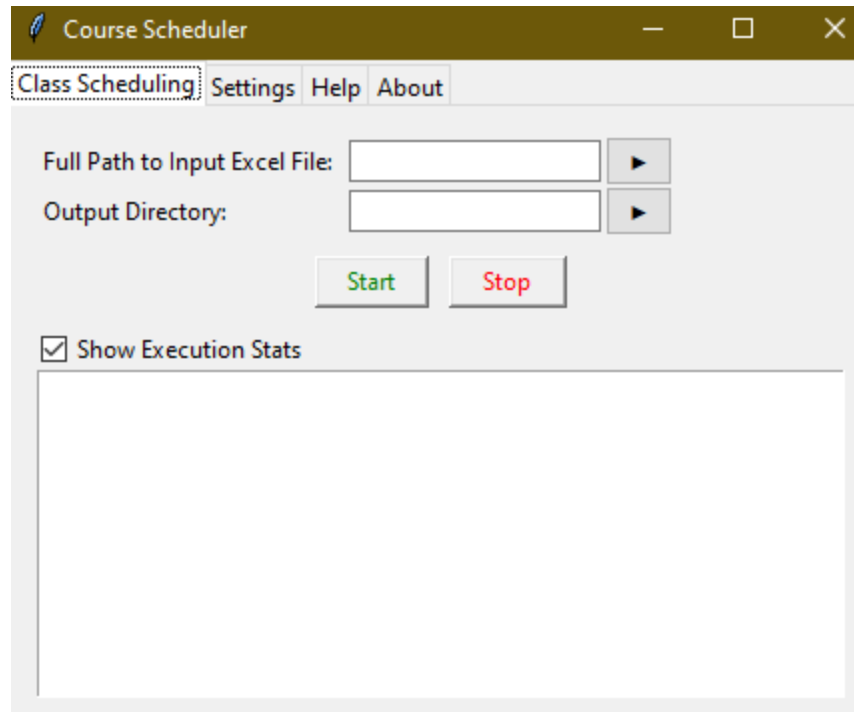 Course Scheduler
Class Scheduling Settings Help About
Full Path to Input Excel File:
Output Directory:
Start Stop
Show Execution Stats